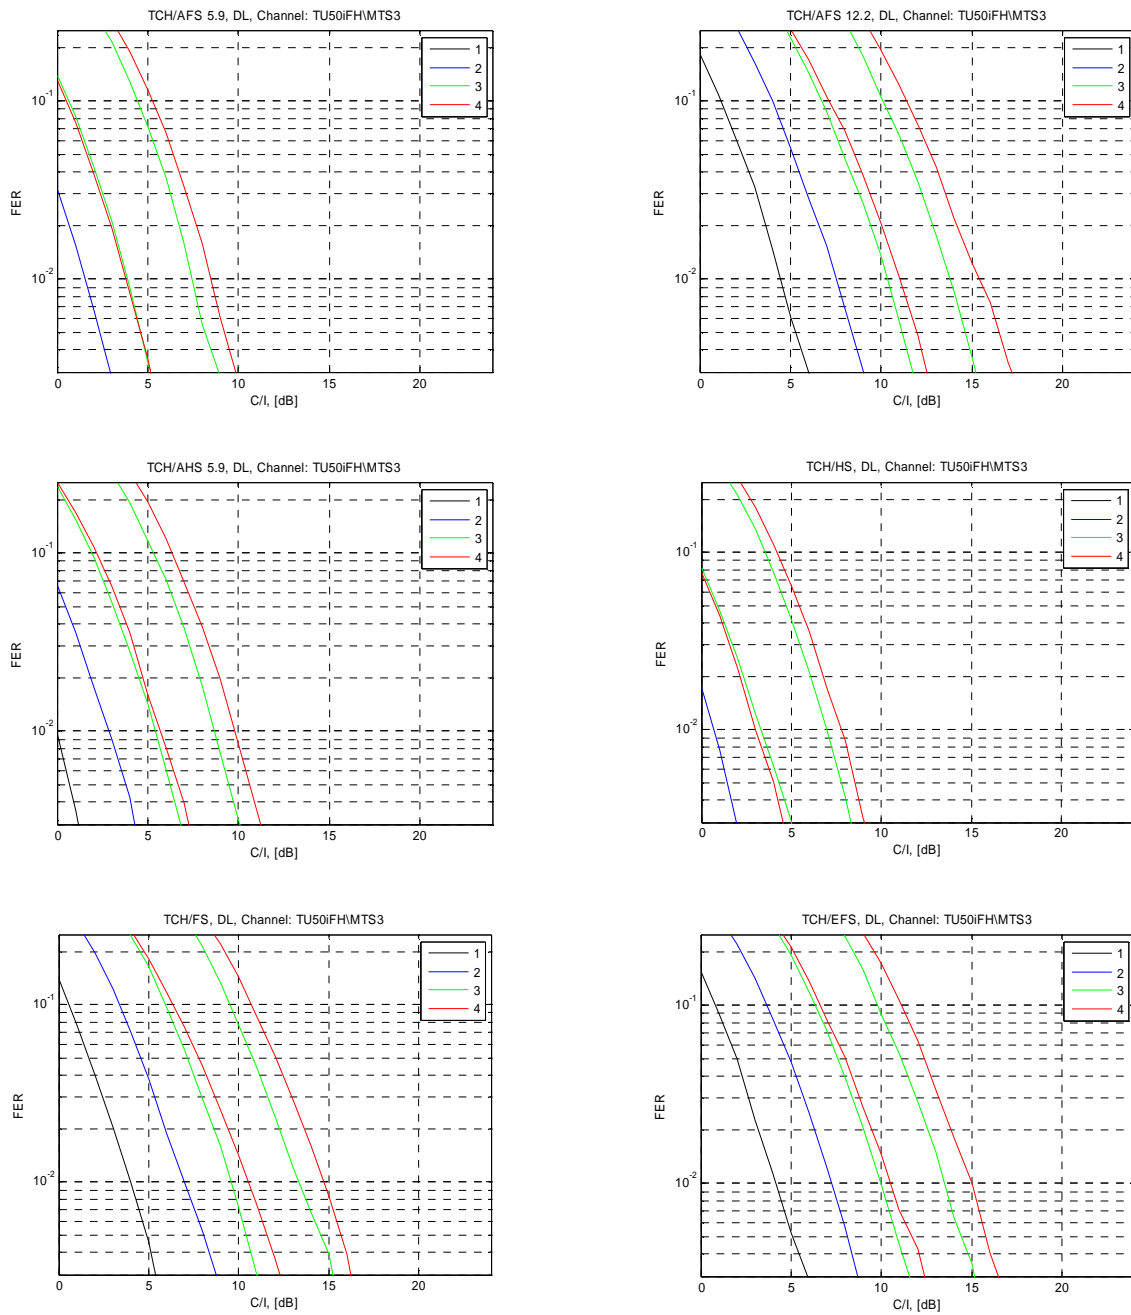 TCH/AFS 5.9, DL, Channel: TU50iFH\MTS3
1
2
3
4
10-1
10-2
FER
0 5 10 15 20
C/I, [dB]
TCH/AFS 12.2, DL, Channel: TU50iFH\MTS3
1
2
3
4
10-1
10-2
FER
0 5 10 15 20
C/I, [dB]
TCH/AHS 5.9, DL, Channel: TU50iFH\MTS3
1
2
3
4
10-1
10-2
FER
0 5 10 15 20
C/I, [dB]
TCH/HS, DL, Channel: TU50iFH\MTS3
1
2
3
4
10-1
10-2
FER
0 5 10 15 20
C/I, [dB]
TCH/FS, DL, Channel: TU50iFH\MTS3
1
2
3
4
10-1
10-2
FER
0 5 10 15 20
C/I, [dB]
TCH/EFS, DL, Channel: TU50iFH\MTS3
1
2
3
4
10-1
10-2
FER
0 5 10 15 20
C/I, [dB]